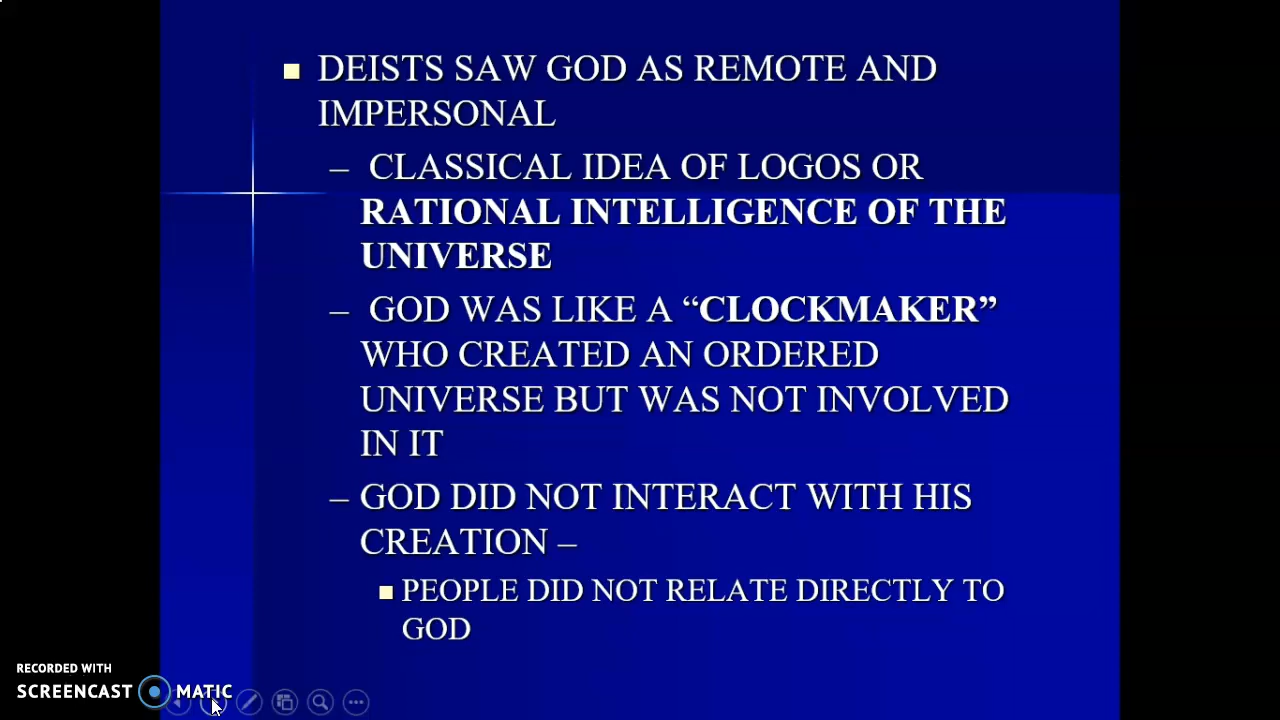 DEISTS SAW GOD AS REMOTE AND
IMPERSONAL
– CLASSICAL IDEA OF LOGOS OR
RATIONAL INTELLIGENCE OF THE
UNIVERSE
– GOD WAS LIKE A “CLOCKMAKER”
WHO CREATED AN ORDERED
UNIVERSE BUT WAS NOT INVOLVED
IN IT
– GOD DID NOT INTERACT WITH HIS
CREATION –
PEOPLE DID NOT RELATE DIRECTLY TO
GOD
RECORDED WITH
SCREENCAST MATIC